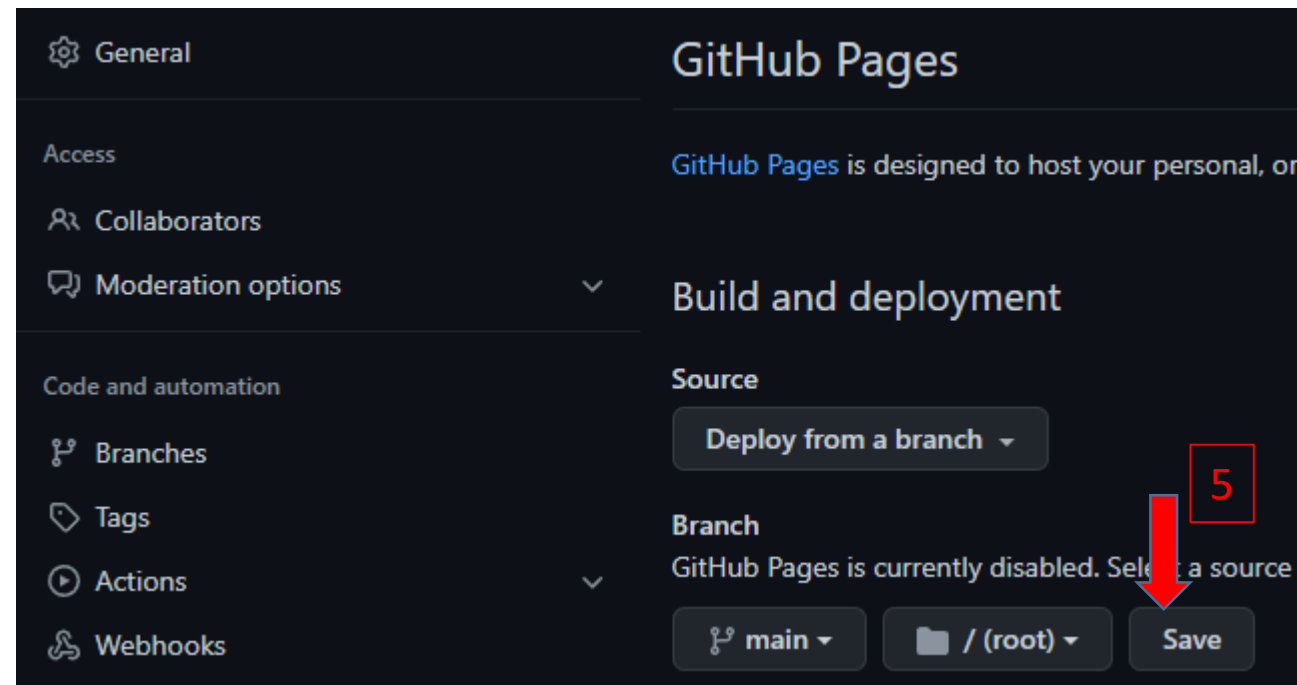 General
Access
Collaborators
Moderation options
Code and automation
Branches
Tags
Actions
Webhooks
GitHub Pages
GitHub Pages is designed to host your personal,
Build and deployment
Source
Deploy from a branch
5
Branch
GitHub Pages is currently disabled. Select a source
main
/ (root)
Save